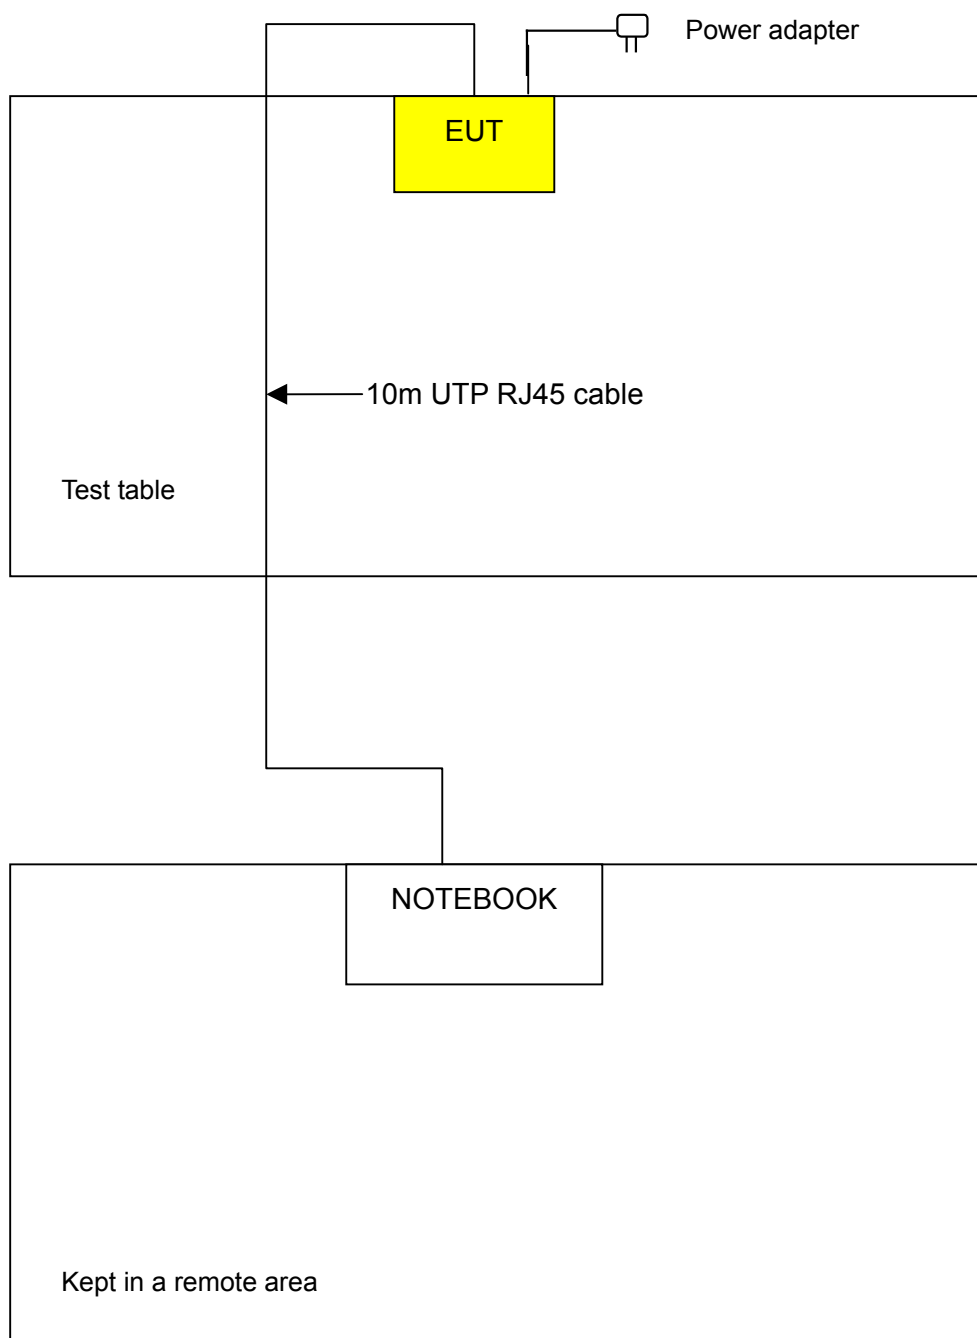 Power adapter
EUT
10m UTP RJ45 cable
Test table
NOTEBOOK
Kept in a remote area